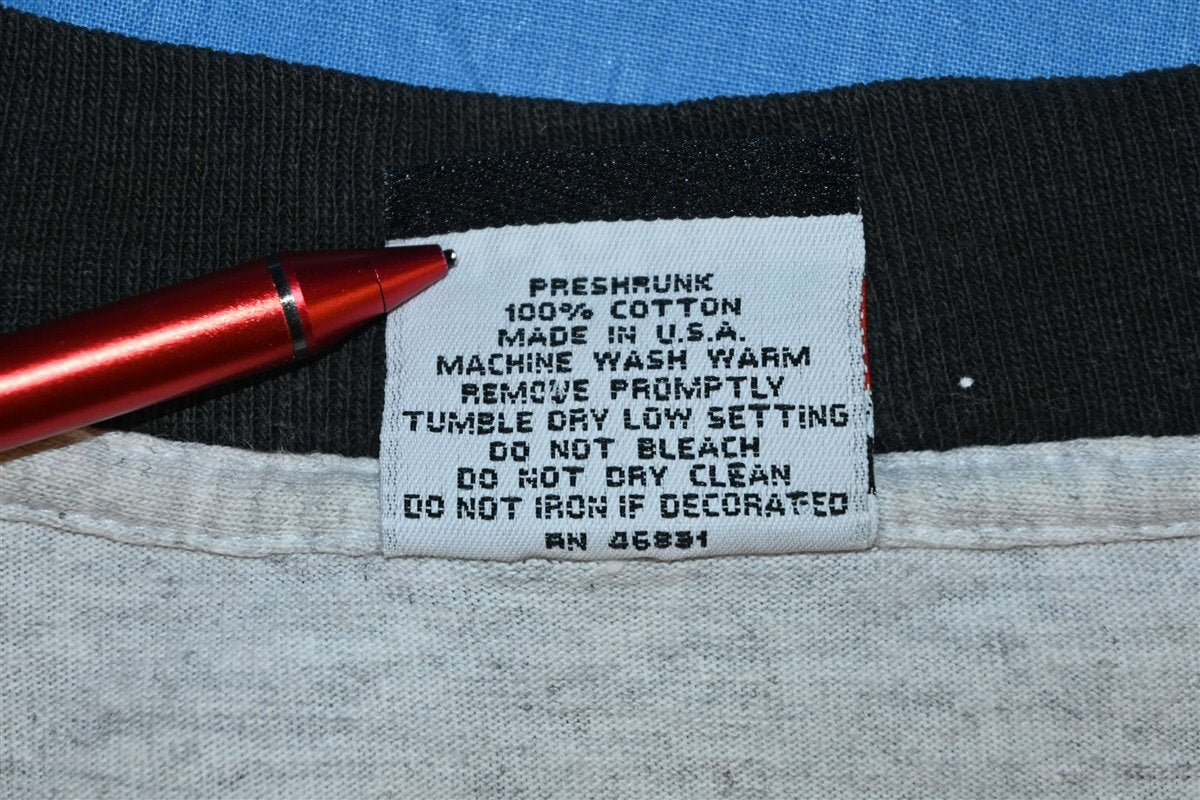 PRESHRUNK
100% COTTON
MADE IN U.S.A.
MACHINE WASH WARM
REMOVE PROMPTLY
TUMBLE DRY LOW SETTING
DO NOT BLEACH
DO NOT DRY CLEAN
DO NOT IRON IF DECORATED
RN 46831